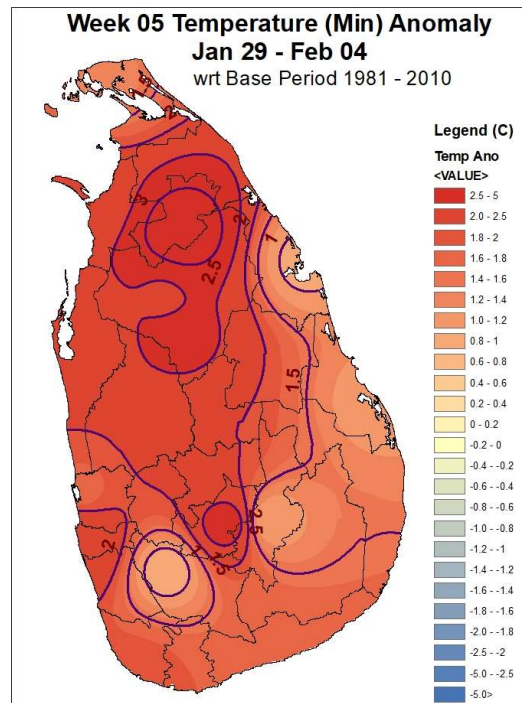 Week 05 Temperature (Min) Anomaly
Jan 29 - Feb 04
wrt Base Period 1981 - 2010
Legend (C)
Temp Ano
<VALUE>
2.5 - 5
2.0 - 2.5
1.8 - 2
1.6 - 1.8
1.4 - 1.6
1.2 - 1.4
1.0 - 1.2
0.8 - 1
0.6 - 0.8
0.4 - 0.6
0.2 - 0.4
0 - 0.2
-0.2 - 0
-0.4 - -0.2
-0.6 - -0.4
-0.8 - -0.6
-1.0 - -0.8
-1.2 - -1
-1.4 - -1.2
-1.6 - -1.4
-1.8 - -1.6
-2.0 - -1.8
-2.5 - -2
-5.0 - -2.5
-5.0>
1.5
2
3
2
1
2.5
1.5
2.5
2
1
1.5